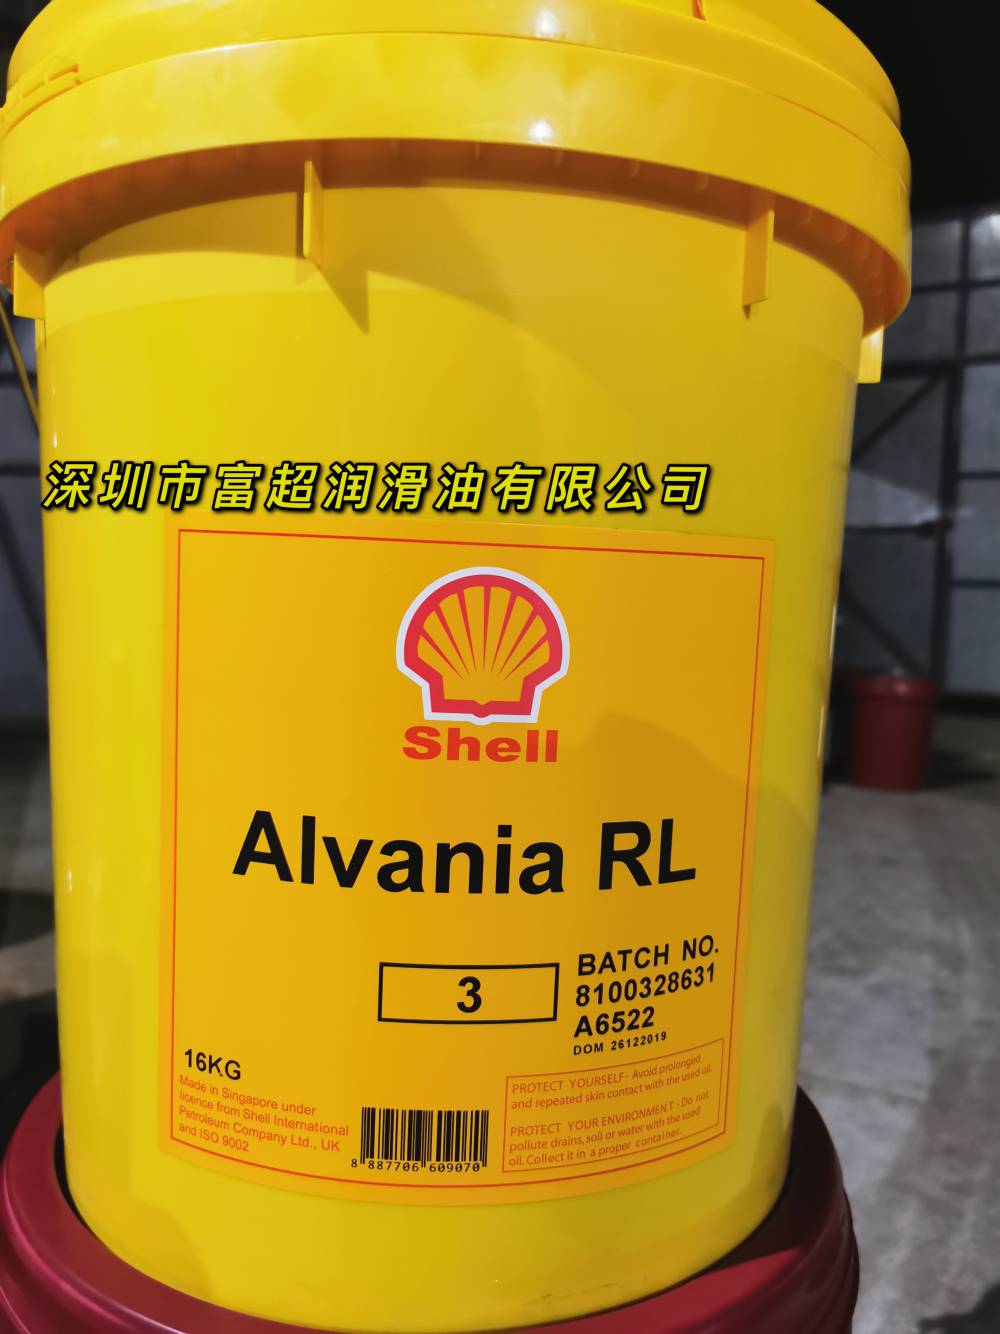 深圳市富超润滑油有限公司
Shell
Alvania RL
3
BATCH NO.
8100328631
A6522
DOM 26122019
16KG
Made in Singapore under
licence from Shell International
Petroleum Company Ltd., UK
and ISO 9002
8 887706 609070
PROTECT YOURSELF - Avoid prolonged
and repeated skin contact with the used oil.
PROTECT YOUR ENVIRONMENT - Do not
pollute drains, soil or water with the used
oil. Collect it in a proper container.